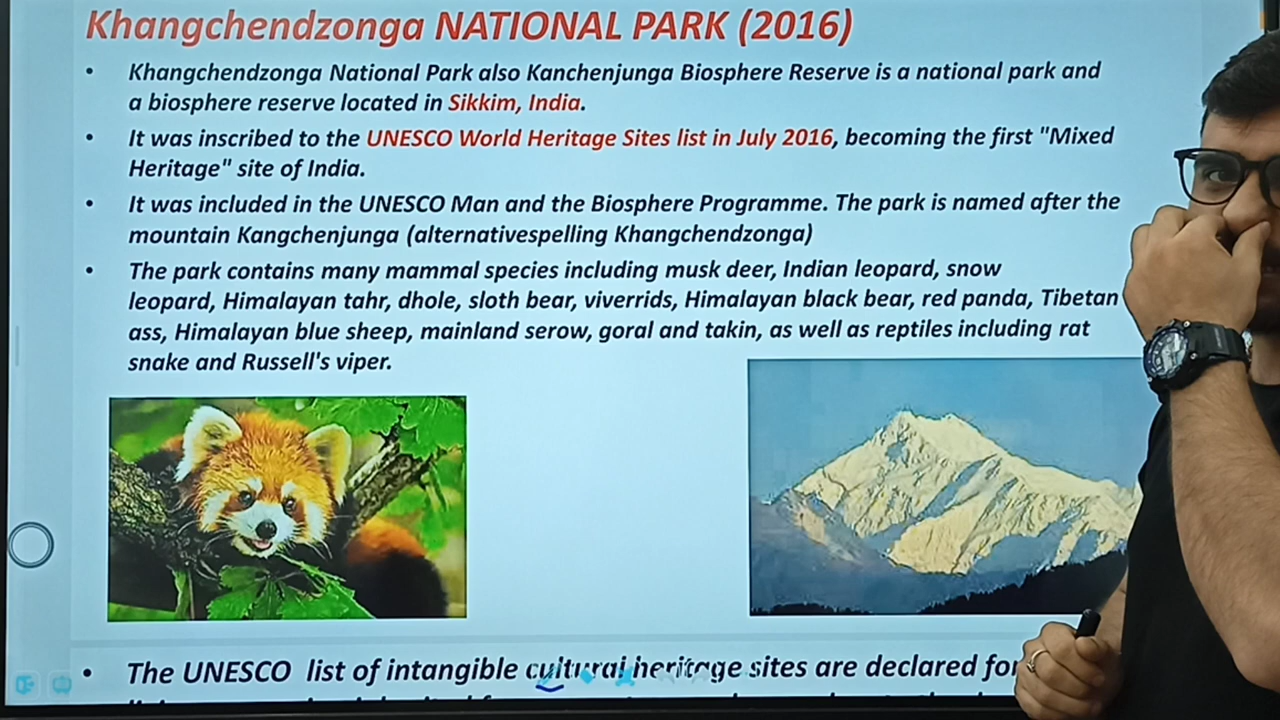 Khangchendzonga NATIONAL PARK (2016)
• Khangchendzonga National Park also Kanchenjunga Biosphere Reserve is a national park and
a biosphere reserve located in Sikkim, India.
• It was inscribed to the UNESCO World Heritage Sites list in July 2016, becoming the first "Mixed
Heritage" site of India.
• It was included in the UNESCO Man and the Biosphere Programme. The park is named after the
mountain Kangchenjunga (alternativespelling Khangchendzonga)
• The park contains many mammal species including musk deer, Indian leopard, snow
leopard, Himalayan tahr, dhole, sloth bear, viverrids, Himalayan black bear, red panda, Tibetan
ass, Himalayan blue sheep, mainland serow, goral and takin, as well as reptiles including rat
snake and Russell's viper.
• The UNESCO list of intangible cultural heritage sites are declared for